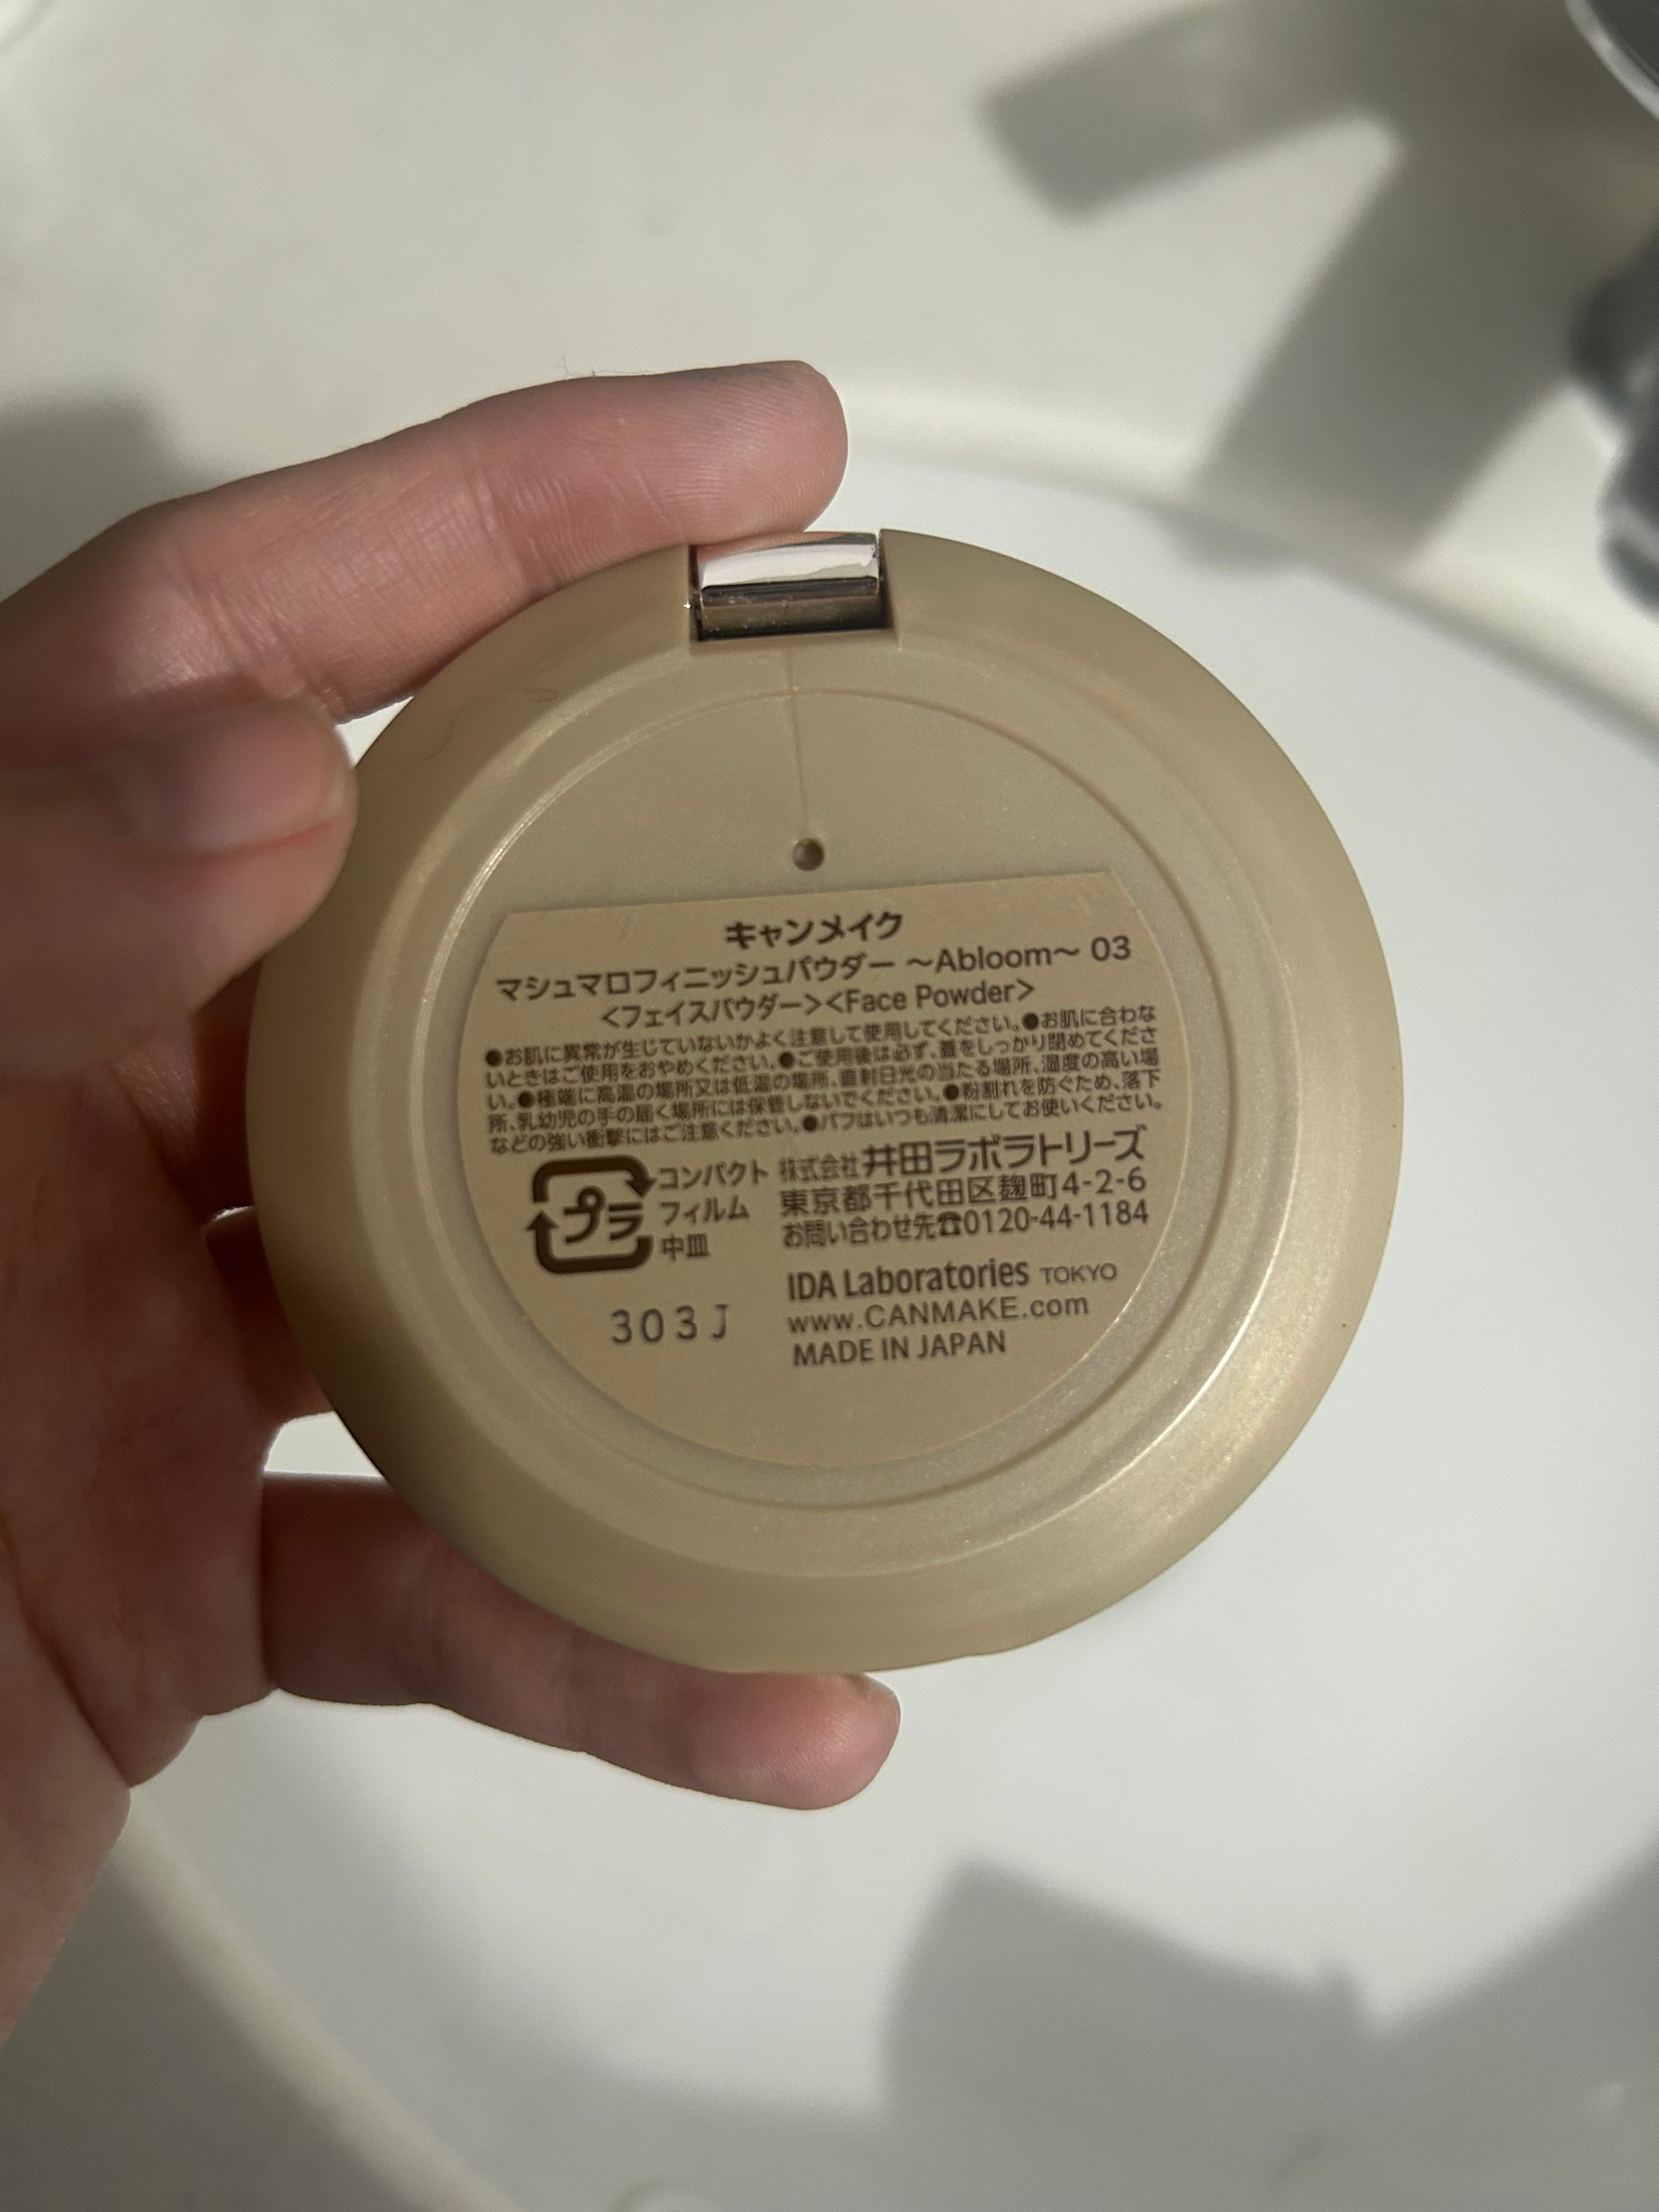 キャンメイク
マシュマロフィニッシュパウダー ～Abloom～ 03
<フェイスパウダー><Face Powder>
●お肌に異常が生じていないかよく注意して使用してください。●お肌に合わな
いときはご使用をおやめください。●ご使用後は必ず、蓋をしっかり閉めてくださ
い。●極端に高温の場所又は低温の場所、直射日光の当たる場所、湿度の高い場
所、乳幼児の手の届く場所には保管しないでください。●粉割れを防ぐため、落下
などの強い衝撃にはご注意ください。●パフはいつも清潔にしてお使いください。
プラ
コンパクト
フィルム
中皿
株式会社井田ラボラトリーズ
東京都千代田区麹町4-2-6
お問い合わせ先☎0120-44-1184
IDA Laboratories TOKYO
www.CANMAKE.com
MADE IN JAPAN
303J